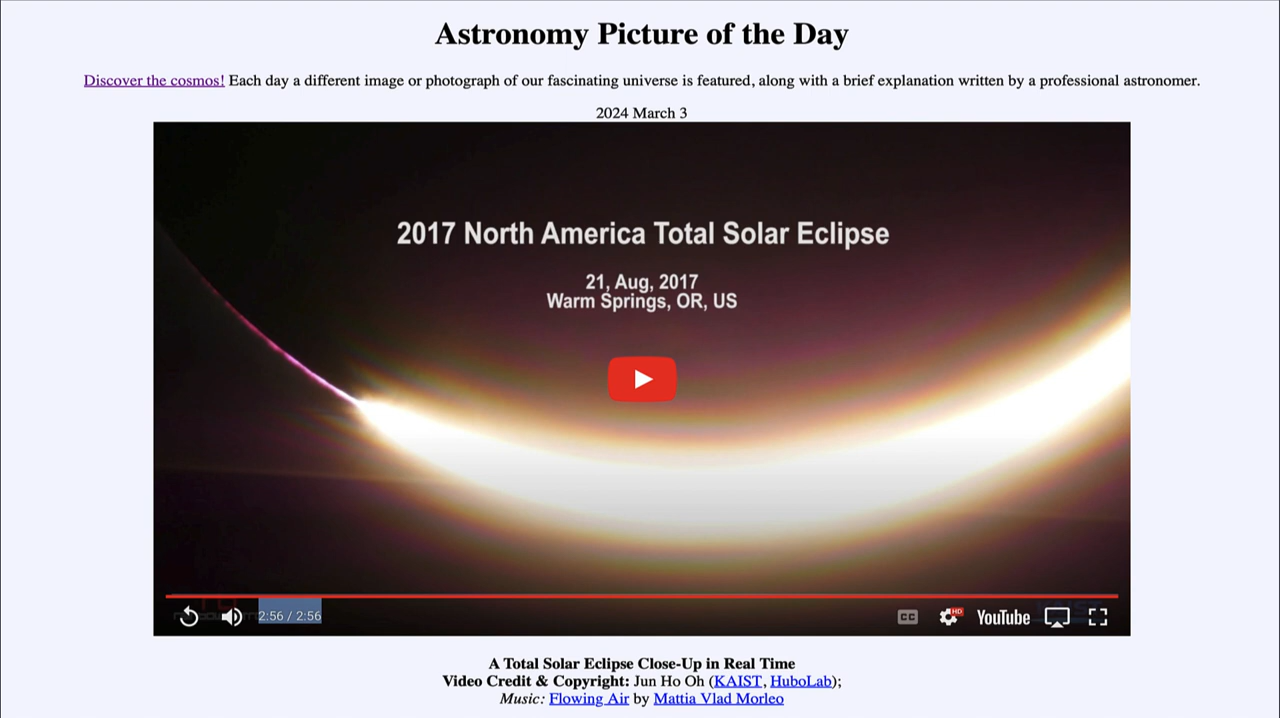 Astronomy Picture of the Day
Discover the cosmos! Each day a different image or photograph of our fascinating universe is featured, along with a brief explanation written by a professional astronomer.
2024 March 3
2017 North America Total Solar Eclipse
21, Aug, 2017
Warm Springs, OR, US
2:56 / 2:56
CC
HD
YouTube
A Total Solar Eclipse Close-Up in Real Time
Video Credit & Copyright: Jun Ho Oh (KAIST, HuboLab);
Music: Flowing Air by Mattia Vlad Morleo